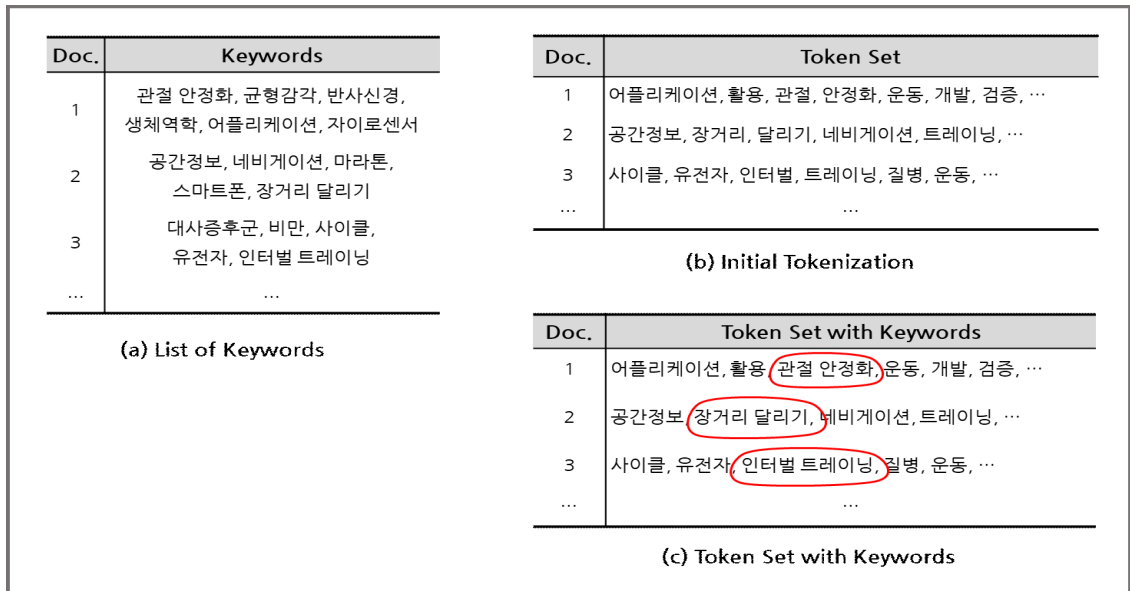 Doc. Keywords
1 관절 안정화, 균형감각, 반사신경,
생체역학, 어플리케이션, 자이로센서
2 공간정보, 네비게이션, 마라톤,
스마트폰, 장거리 달리기
3 대사증후군, 비만, 사이클,
유전자, 인터벌 트레이닝
… …
(a) List of Keywords
Doc. Token Set
1 어플리케이션, 활용, 관절, 안정화, 운동, 개발, 검증, …
2 공간정보, 장거리, 달리기, 네비게이션, 트레이닝, …
3 사이클, 유전자, 인터벌, 트레이닝, 질병, 운동, …
… …
(b) Initial Tokenization
Doc. Token Set with Keywords
1 어플리케이션, 활용, 관절 안정화, 운동, 개발, 검증, …
2 공간정보, 장거리 달리기, 네비게이션, 트레이닝, …
3 사이클, 유전자, 인터벌 트레이닝, 질병, 운동, …
… …
(c) Token Set with Keywords